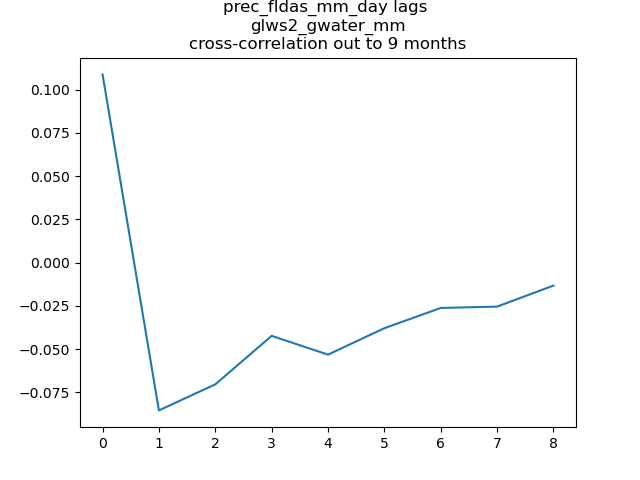 prec_fldas_mm_day lags
glws2_gwater_mm
cross-correlation out to 9 months
0.100
0.075
0.050
0.025
0.000
−0.025
−0.050
−0.075
0 1 2 3 4 5 6 7 8